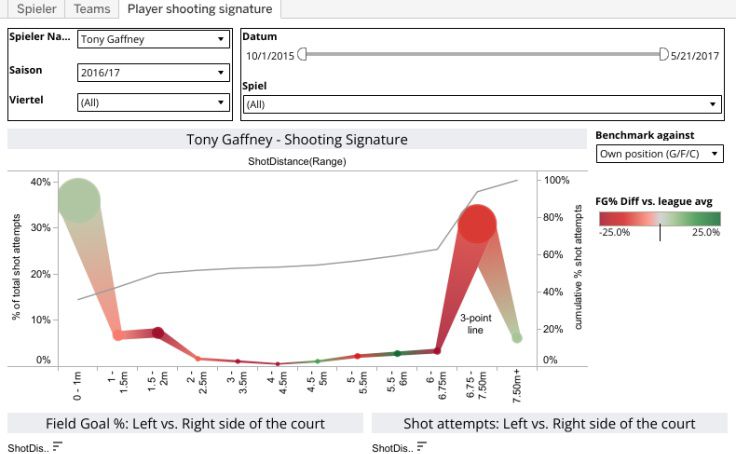 Spieler Teams Player shooting signature
Spieler Na... Tony Gaffney
Saison 2016/17
Viertel (All)
Datum
10/1/2015 5/21/2017
Spiel
(All)
Tony Gaffney - Shooting Signature
Benchmark against
Own position (G/F/C)
FG% Diff vs. league avg
-25.0% 25.0%
ShotDistance(Range)
% of total shot attempts
40%
30%
20%
10%
0%
cumulative % shot attempts
100%
80%
60%
40%
20%
0%
3-point
line
0 - 1m
1 -
1.5m
1.5 -
2m
2 -
2.5m
3 -
3.5m
4 -
4.5m
4.5 -
5m
5 -
5.5m
5.5 -
6m
6 -
6.75m
6.75 -
7.50m
7.50m+
Field Goal %: Left vs. Right side of the court
Shot attempts: Left vs. Right side of the court
ShotDis..
ShotDis..